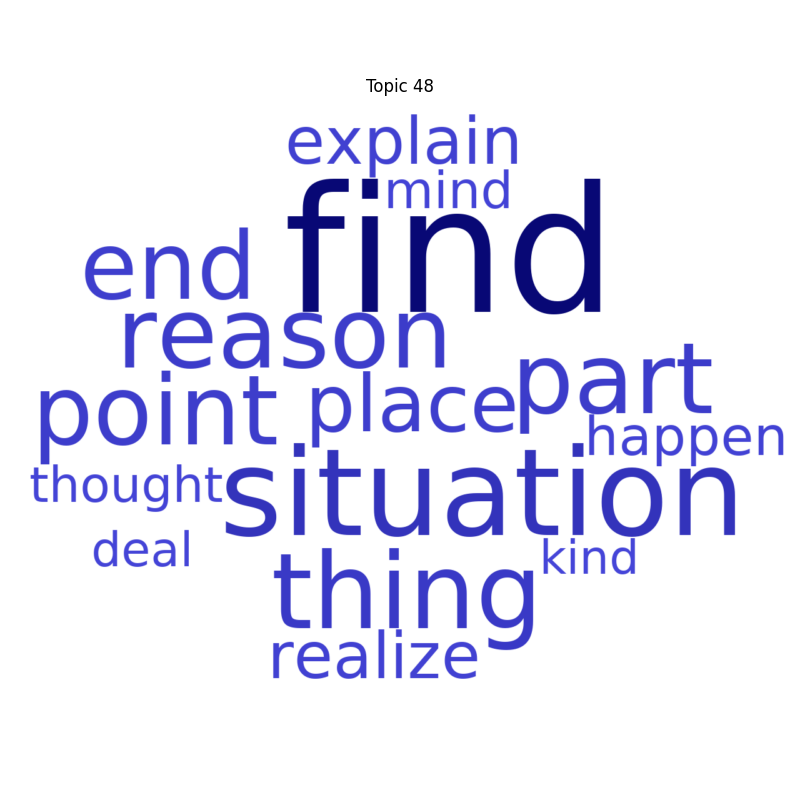 Topic 48
explain
mind
find
end
reason
part
point
place
happen
situation
thought
deal
kind
thing
realize